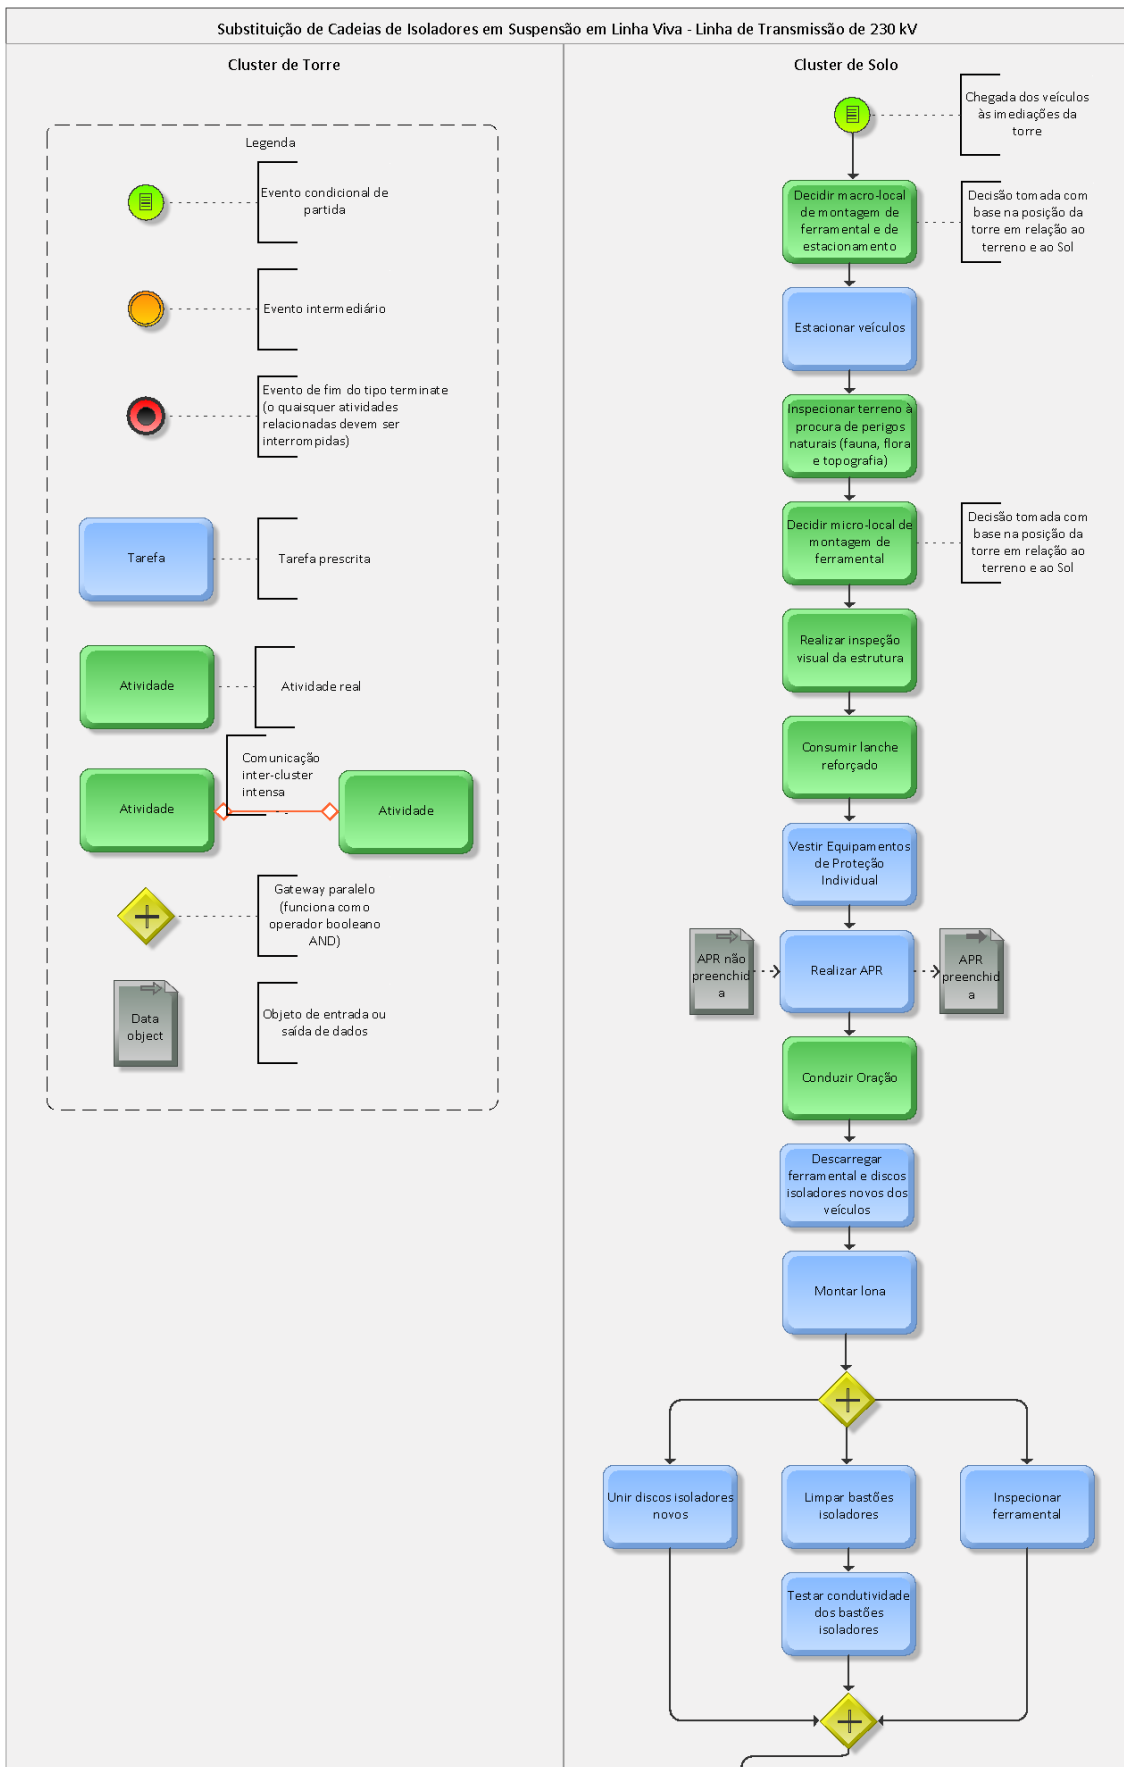 Substituição de Cadeias de Isoladores em Suspensão em Linha Viva - Linha de Transmissão de 230 kV
Cluster de Torre
Legenda
Evento condicional de
partida
Evento intermediário
Evento de fim do tipo terminate
(o quaisquer atividades
relacionadas devem ser
interrompidas)
Tarefa
Tarefa prescrita
Atividade
Atividade real
Comunicação
inter-cluster
intensa
Atividade
Atividade
Gateway paralelo
(funciona como
operador booleano
AND)
Data
object
Objeto de entrada ou
saída de dados
Cluster de Solo
Chegada dos veículos
às imediações da
torre
Decidir macro-local
de montagem de
ferramental e de
estacionamento
Decisão tomada com
base na posição da
torre em relação ao
terreno e ao Sol
Estacionar veículos
Inspecionar terreno à
procura de perigos
naturais (fauna, flora
e topografia)
Decidir micro-local de
montagem de
ferramental
Decisão tomada com
base na posição da
torre em relação ao
terreno e ao Sol
Realizar inspeção
visual da estrutura
Consumir lanche
reforçado
Vestir Equipamentos
de Proteção
Individual
APR não
preenchid
a
Realizar APR
APR
preenchid
a
Conduzir Oração
Descarregar
ferramental e discos
isoladores novos dos
veículos
Montar lona
Unir discos isoladores
novos
Limpar bastões
isoladores
Inspecionar
ferramental
Testar condutividade
dos bastões
isoladores